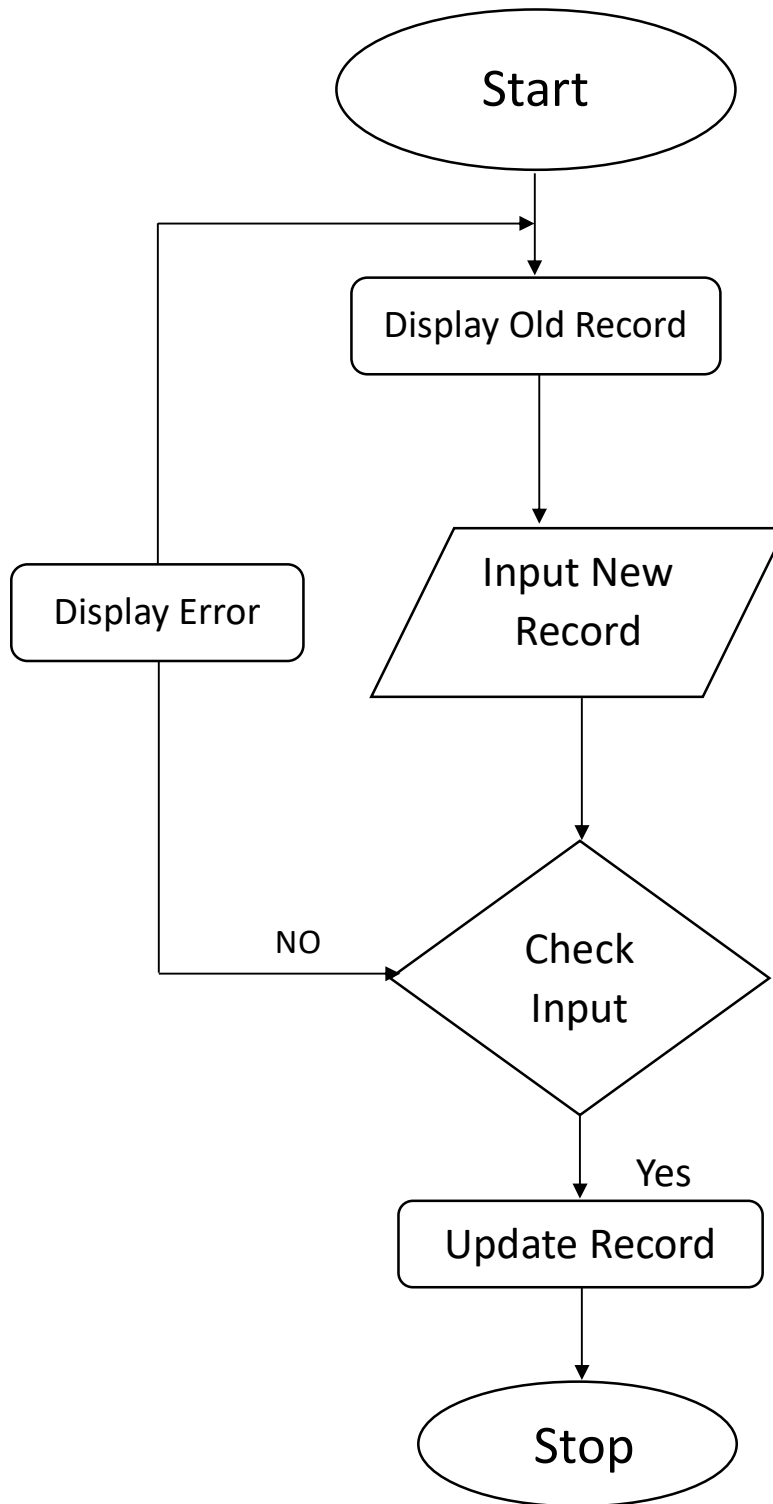 Start
Display Old Record
Input New
Record
Display Error
NO
Check
Input
Yes
Update Record
Stop